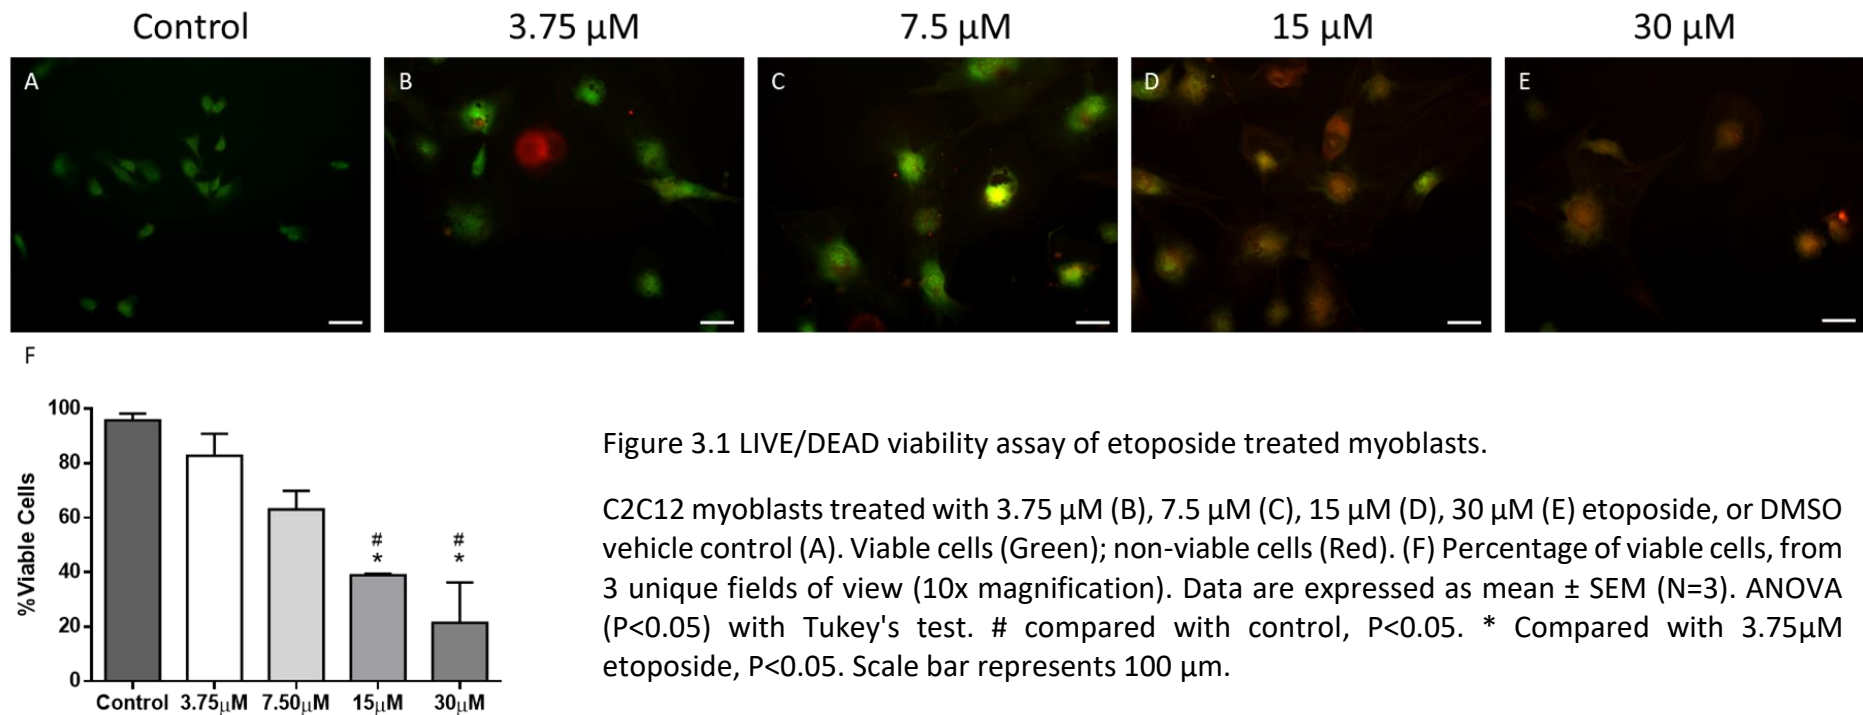 Control
3.75 µM
7.5 µM
15 µM
30 µM
A
B
C
D
E
F
100
80
60
40
20
0
%Viable Cells
#
*
#
*
Control
3.75µM
7.50µM
15µM
30µM
Figure 3.1 LIVE/DEAD viability assay of etoposide treated myoblasts.
C2C12 myoblasts treated with 3.75 µM (B), 7.5 µM (C), 15 µM (D), 30 µM (E) etoposide, or DMSO
vehicle control (A). Viable cells (Green); non-viable cells (Red). (F) Percentage of viable cells, from
3 unique fields of view (10x magnification). Data are expressed as mean ± SEM (N=3). ANOVA
(P<0.05) with Tukey's test. # compared with control, P<0.05. * Compared with 3.75µM
etoposide, P<0.05. Scale bar represents 100 µm.